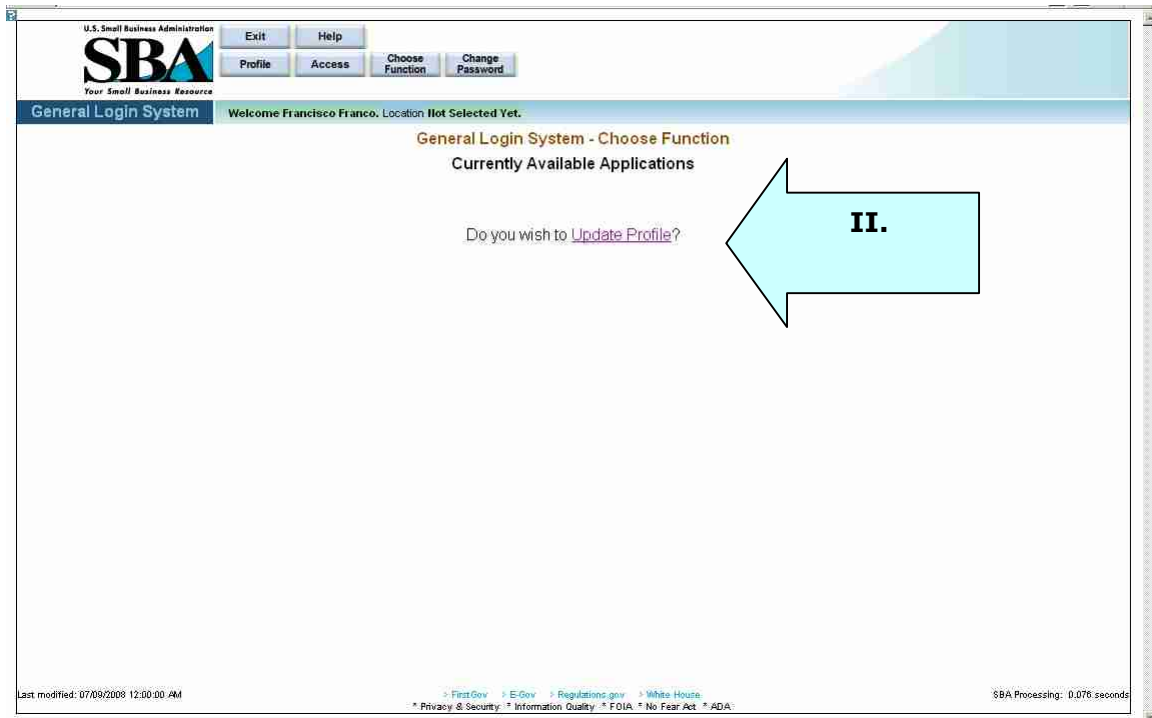 U.S. Small Business Administration
SBA
Your Small Business Resource
Exit Help
Profile Access Choose Function Change Password
General Login System Welcome Francisco Franco. Location Not Selected Yet.
General Login System - Choose Function
Currently Available Applications
II.
Do you wish to Update Profile?
Last modified: 07/09/2008 12:00:00 AM
> FirstGov > E-Gov > Regulations.gov > White House
SBA Processing: 0.076 seconds
* Privacy & Security * Information Quality * FOIA * No Fear Act * ADA